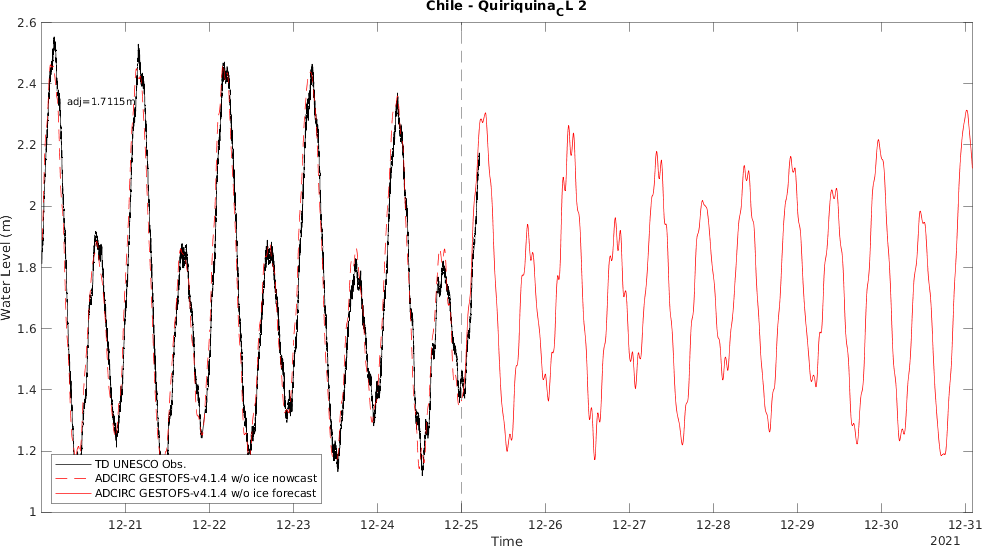 Chile - Quiriquina_CL 2
2.6
2.4
adj=1.7115m
2.2
2
1.8
1.6
1.4
1.2
1
Water Level (m)
TD UNESCO Obs.
ADCIRC GESTOFS-v4.1.4 w/o ice nowcast
ADCIRC GESTOFS-v4.1.4 w/o ice forecast
12-21 12-22 12-23 12-24 12-25 12-26 12-27 12-28 12-29 12-30 12-31
Time
2021